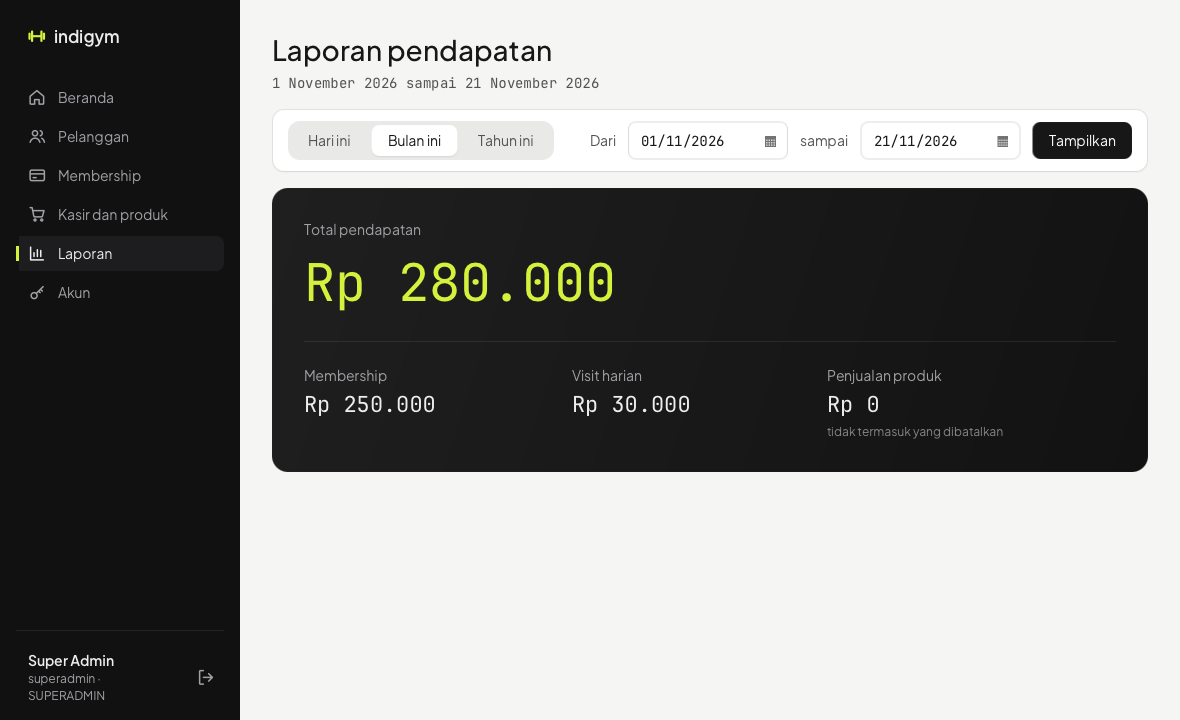 indigym
Beranda
Pelanggan
Membership
Kasir dan produk
Laporan
Akun
Super Admin
superadmin ·
SUPERADMIN
Laporan pendapatan
1 November 2026 sampai 21 November 2026
Hari ini Bulan ini Tahun ini Dari 01/11/2026 sampai 21/11/2026 Tampilkan
Total pendapatan
Rp 280.000
Membership Visit harian Penjualan produk
Rp 250.000 Rp 30.000 Rp 0
tidak termasuk yang dibatalkan